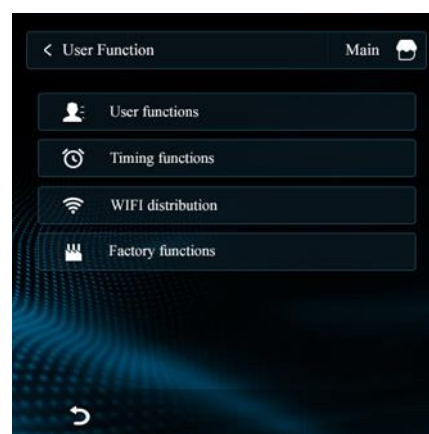 User Function Main
User functions
Timing functions
WIFI distribution
Factory functions